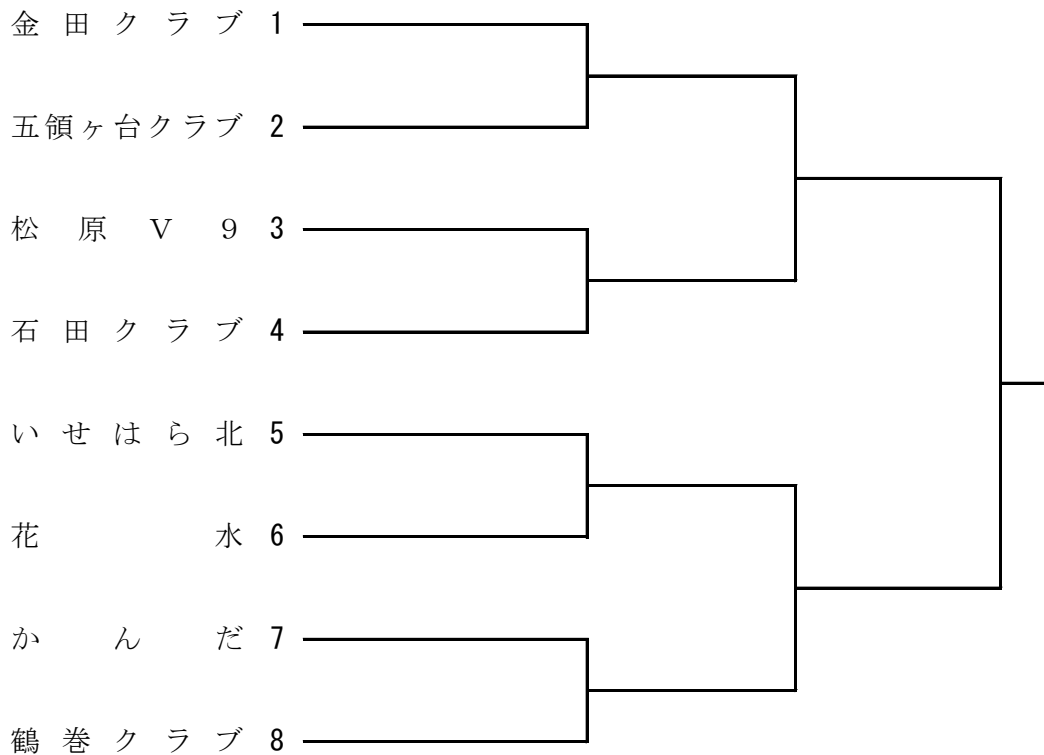 金田クラブ 1
五領ヶ台クラブ 2
松原V9 3
石田クラブ 4
いせはら北 5
花水 6
かんだ 7
鶴巻クラブ 8